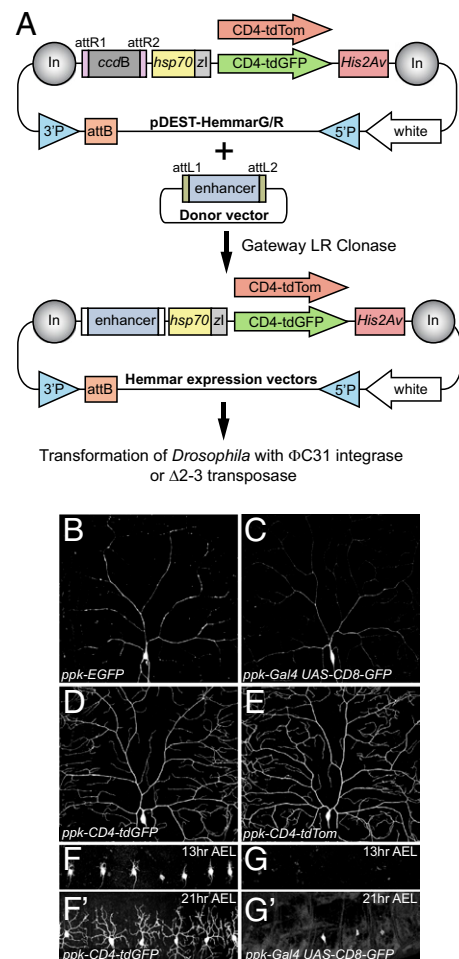 A
CD4-tdTom
attR1 attR2
In ccdB hsp70 zI CD4-tdGFP His2Av In
3'P attB pDEST-HemmarG/R 5'P white
+
attL1 attL2
enhancer
Donor vector
Gateway LR Clonase
CD4-tdTom
In enhancer hsp70 zI CD4-tdGFP His2Av In
3'P attB Hemmar expression vectors 5'P white
Transformation of Drosophila with ΦC31 integrase
or Δ2-3 transposase
B
ppk-EGFP
C
ppk-Gal4 UAS-CD8-GFP
D
ppk-CD4-tdGFP
E
ppk-CD4-tdTom
F 13hr AEL
G 13hr AEL
F' 21hr AEL
ppk-CD4-tdGFP
G' 21hr AEL
ppk-Gal4 UAS-CD8-GFP